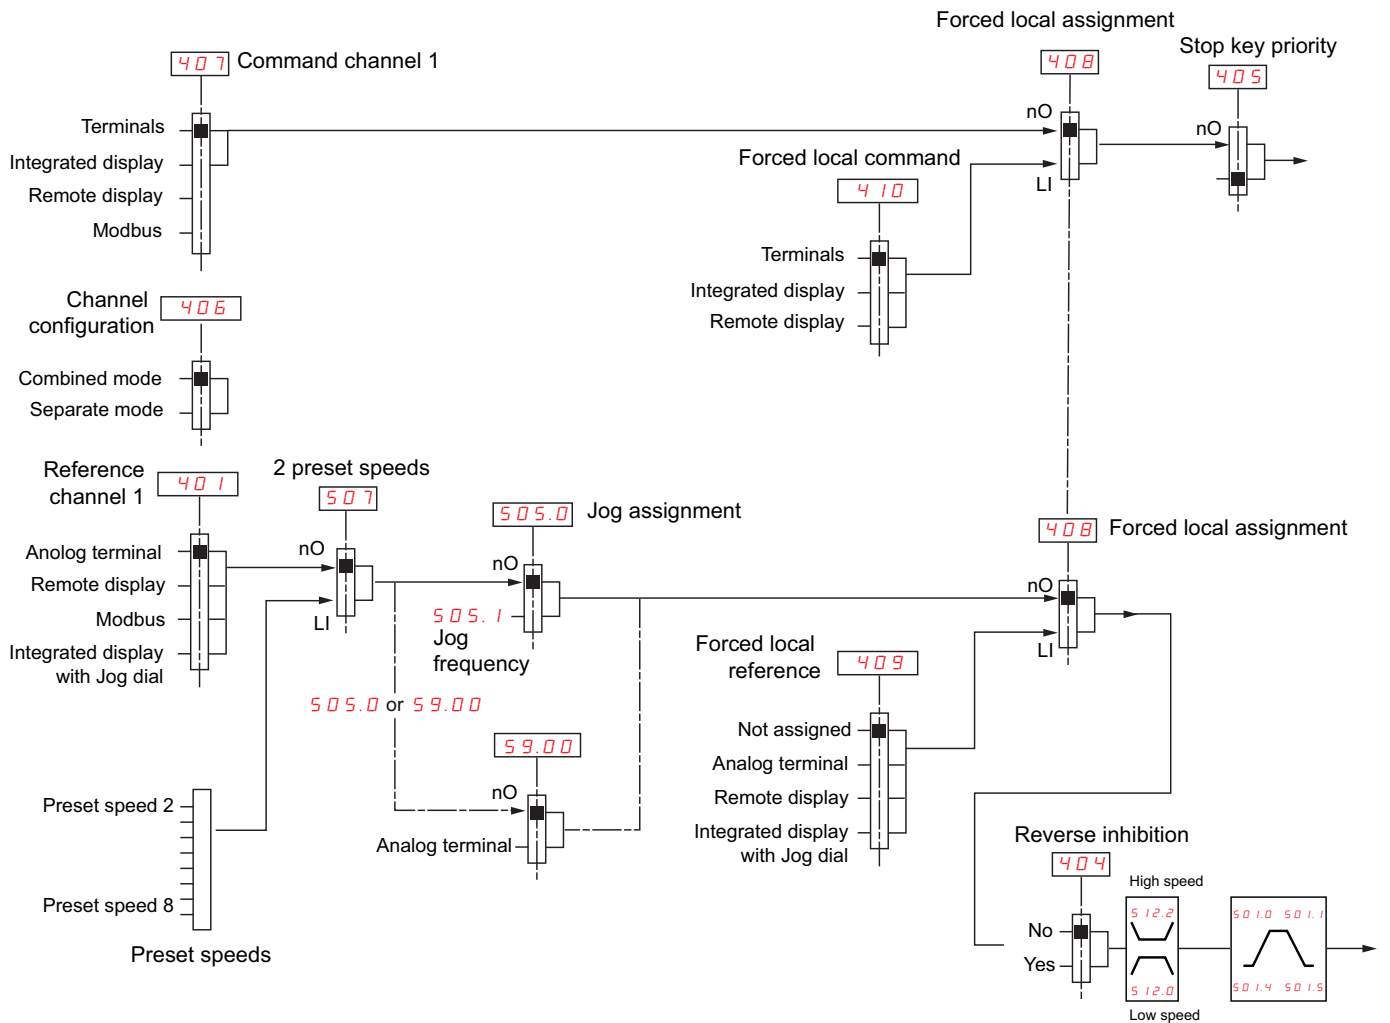 Forced local assignment
Stop key priority
407 Command channel 1
408
405
nO
Terminals
nO
Integrated display
Forced local command
LI
Remote display
410
Modbus
Terminals
Channel
configuration
406
Integrated display
Remote display
Combined mode
Separate mode
Reference
channel 1
401
2 preset speeds
507
505.0 Jog assignment
408 Forced local assignment
nO
Anolog terminal
nO
Remote display
nO
Modbus
LI
505.1
Jog
frequency
Integrated display
with Jog dial
Forced local
reference
409
LI
505.0 or 59.00
Not assigned
59.00
Analog terminal
nO
Remote display
Preset speed 2
Integrated display
with Jog dial
Analog terminal
Reverse inhibition
404
High speed
Preset speed 8
512.2
501.0 501.1
No
Preset speeds
Yes
512.0
501.4 501.5
Low speed